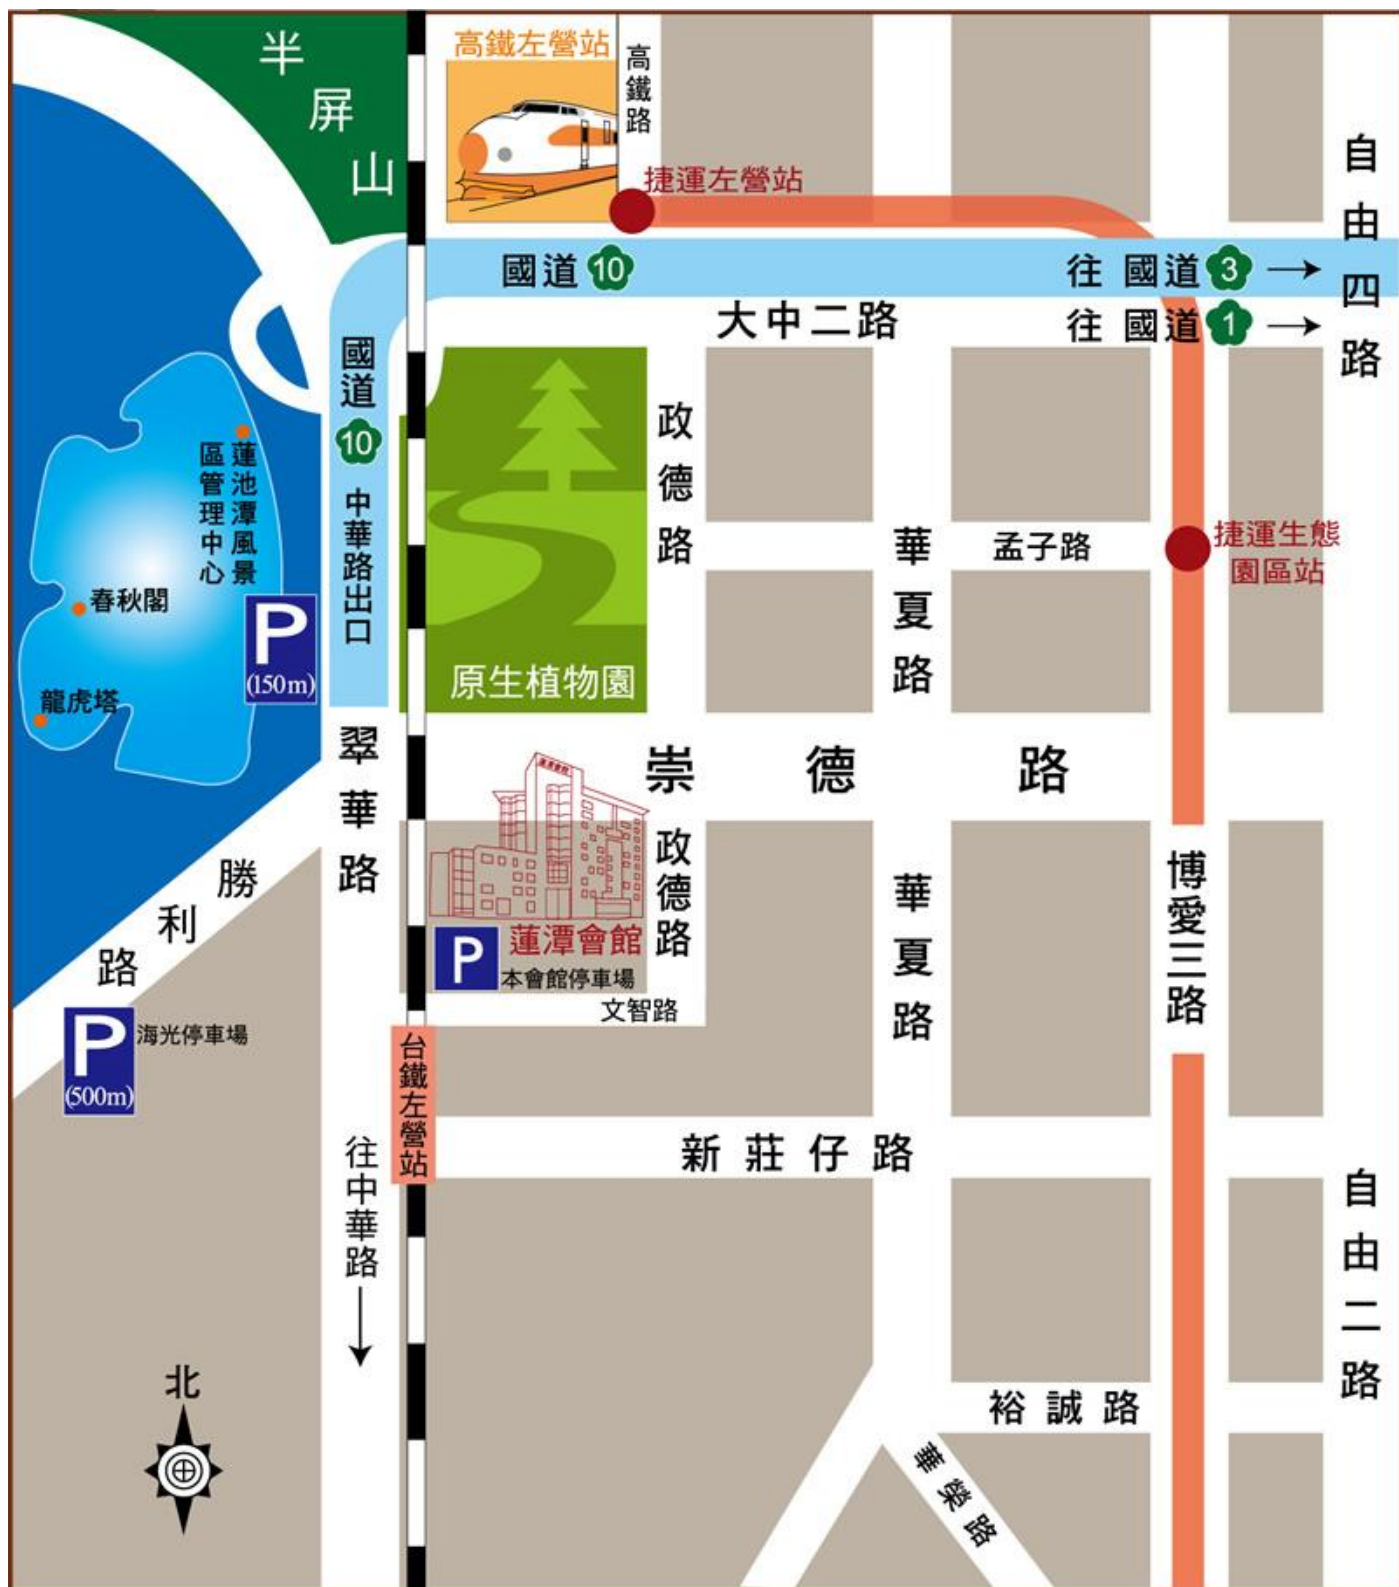 半屏山
高鐵左營站
高鐵路
捷運左營站
自由四路
國道 10
往 國道 3 →
大中二路
往 國道 1 →
國道 10 中華路出口
政德路
蓮池潭風景
區管理中心
華夏路
孟子路
捷運生態
園區站
春秋閣
P
(150m)
原生植物園
龍虎塔
翠華路
崇德路
蓮潭會館
勝利路
政德路
華夏路
博愛三路
蓮潭會館
P
本會館停車場
文智路
P
(500m)
海光停車場
台鐵左營站
往中華路
新莊仔路
自由二路
北
裕誠路
華榮路